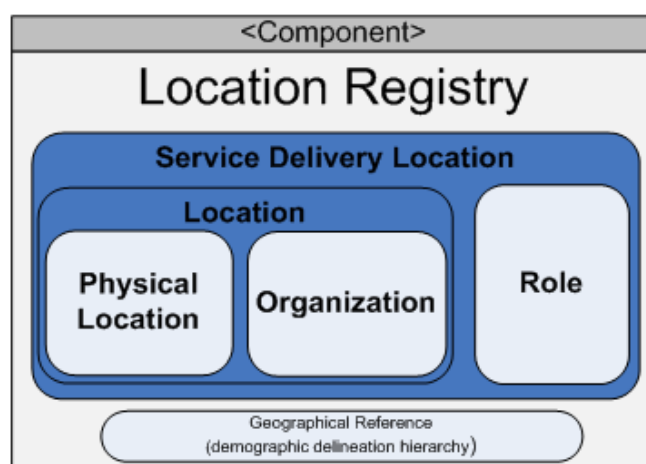 <Component>
Location Registry
Service Delivery Location
Location
Physical
Location
Organization
Role
Geographical Reference
(demographic delineation hierarchy)